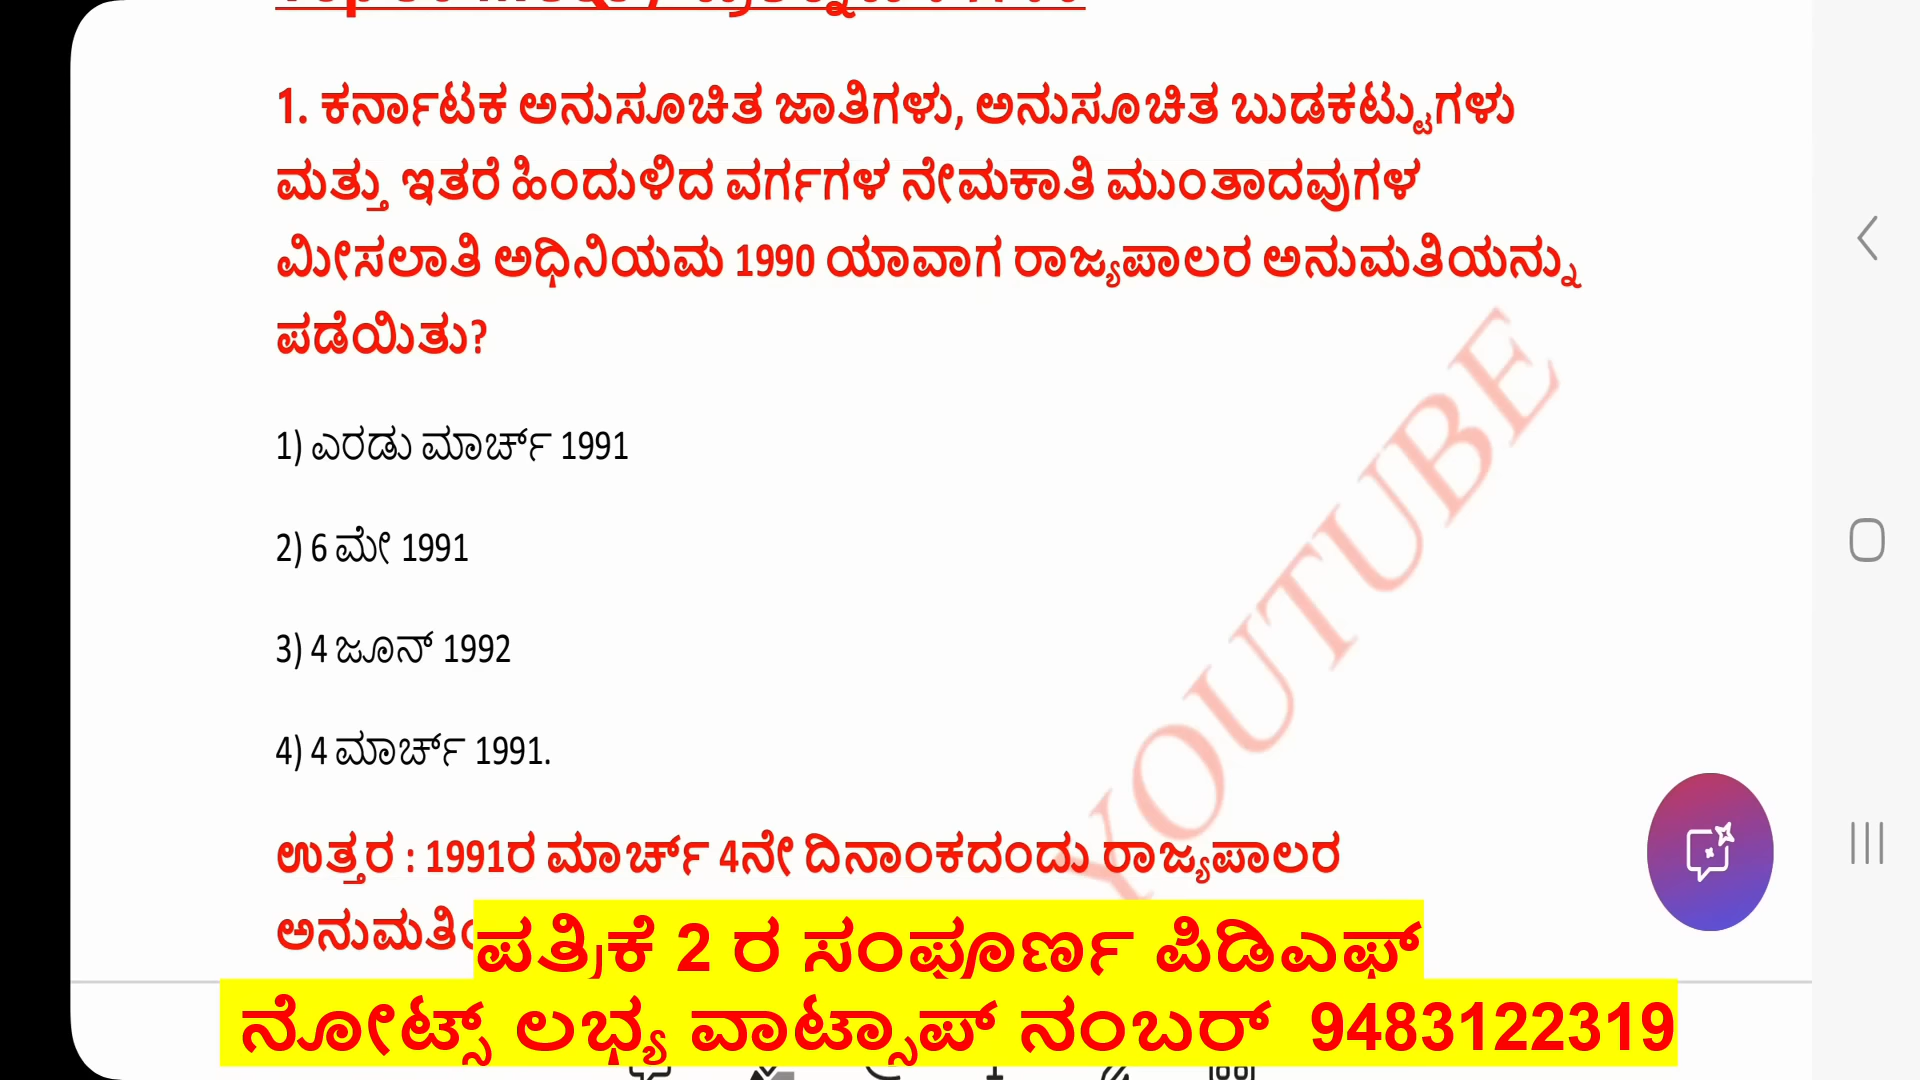 1. ಕರ್ನಾಟಕ ಅನುಸೂಚಿತ ಜಾತಿಗಳು, ಅನುಸೂಚಿತ ಬುಡಕಟ್ಟುಗಳು
ಮತ್ತು ಇತರೆ ಹಿಂದುಳಿದ ವರ್ಗಗಳ ನೇಮಕಾತಿ ಮುಂತಾದವುಗಳ
ಮೀಸಲಾತಿ ಅಧಿನಿಯಮ 1990 ಯಾವಾಗ ರಾಜ್ಯಪಾಲರ ಅನುಮತಿಯನ್ನು
ಪಡೆಯಿತು?
1) ಎರಡು ಮಾರ್ಚ್ 1991
2) 6 ಮೇ 1991
3) 4 ಜೂನ್ 1992
4) 4 ಮಾರ್ಚ್ 1991.
YOUTUBE
ಉತ್ತರ : 1991ರ ಮಾರ್ಚ್ 4ನೇ ದಿನಾಂಕದಂದು ರಾಜ್ಯಪಾಲರ
ಪತ್ರಿಕೆ 2 ರ ಸಂಪೂರ್ಣ ಪಿಡಿಎಫ್
ನೋಟ್ಸ್ ಲಭ್ಯ ವಾಟ್ಸಾಪ್ ನಂಬರ್ 9483122319